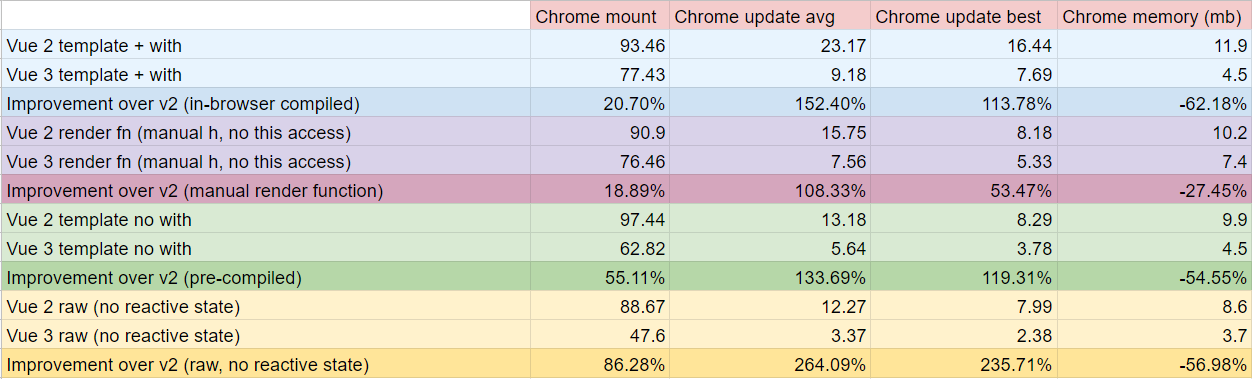 Chrome mount Chrome update avg Chrome update best Chrome memory (mb)
Vue 2 template + with 93.46 23.17 16.44 11.9
Vue 3 template + with 77.43 9.18 7.69 4.5
Improvement over v2 (in-browser compiled) 20.70% 152.40% 113.78% -62.18%
Vue 2 render fn (manual h, no this access) 90.9 15.75 8.18 10.2
Vue 3 render fn (manual h, no this access) 76.46 7.56 5.33 7.4
Improvement over v2 (manual render function) 18.89% 108.33% 53.47% -27.45%
Vue 2 template no with 97.44 13.18 8.29 9.9
Vue 3 template no with 62.82 5.64 3.78 4.5
Improvement over v2 (pre-compiled) 55.11% 133.69% 119.31% -54.55%
Vue 2 raw (no reactive state) 88.67 12.27 7.99 8.6
Vue 3 raw (no reactive state) 47.6 3.37 2.38 3.7
Improvement over v2 (raw, no reactive state) 86.28% 264.09% 235.71% -56.98%